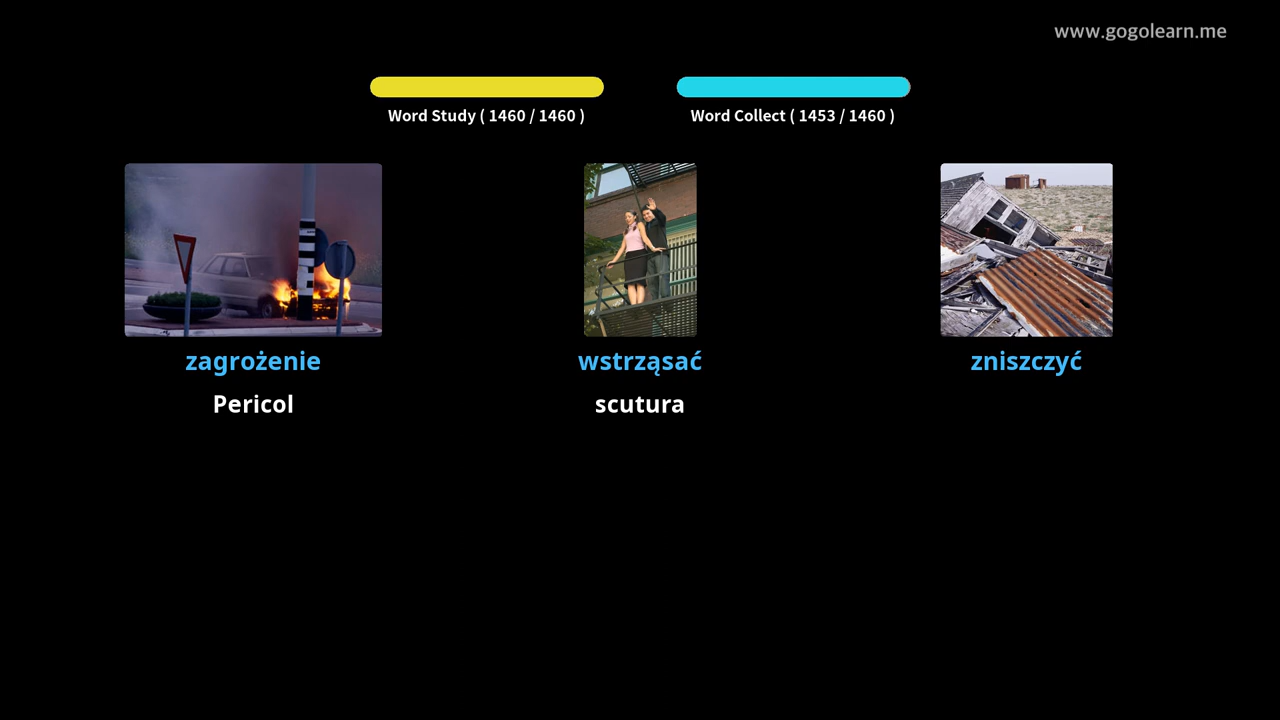 www.gogolearn.me
Word Study ( 1460 / 1460 )
Word Collect ( 1453 / 1460 )
zagrożenie
wstrząsać
zniszczyć
Pericol
scutura